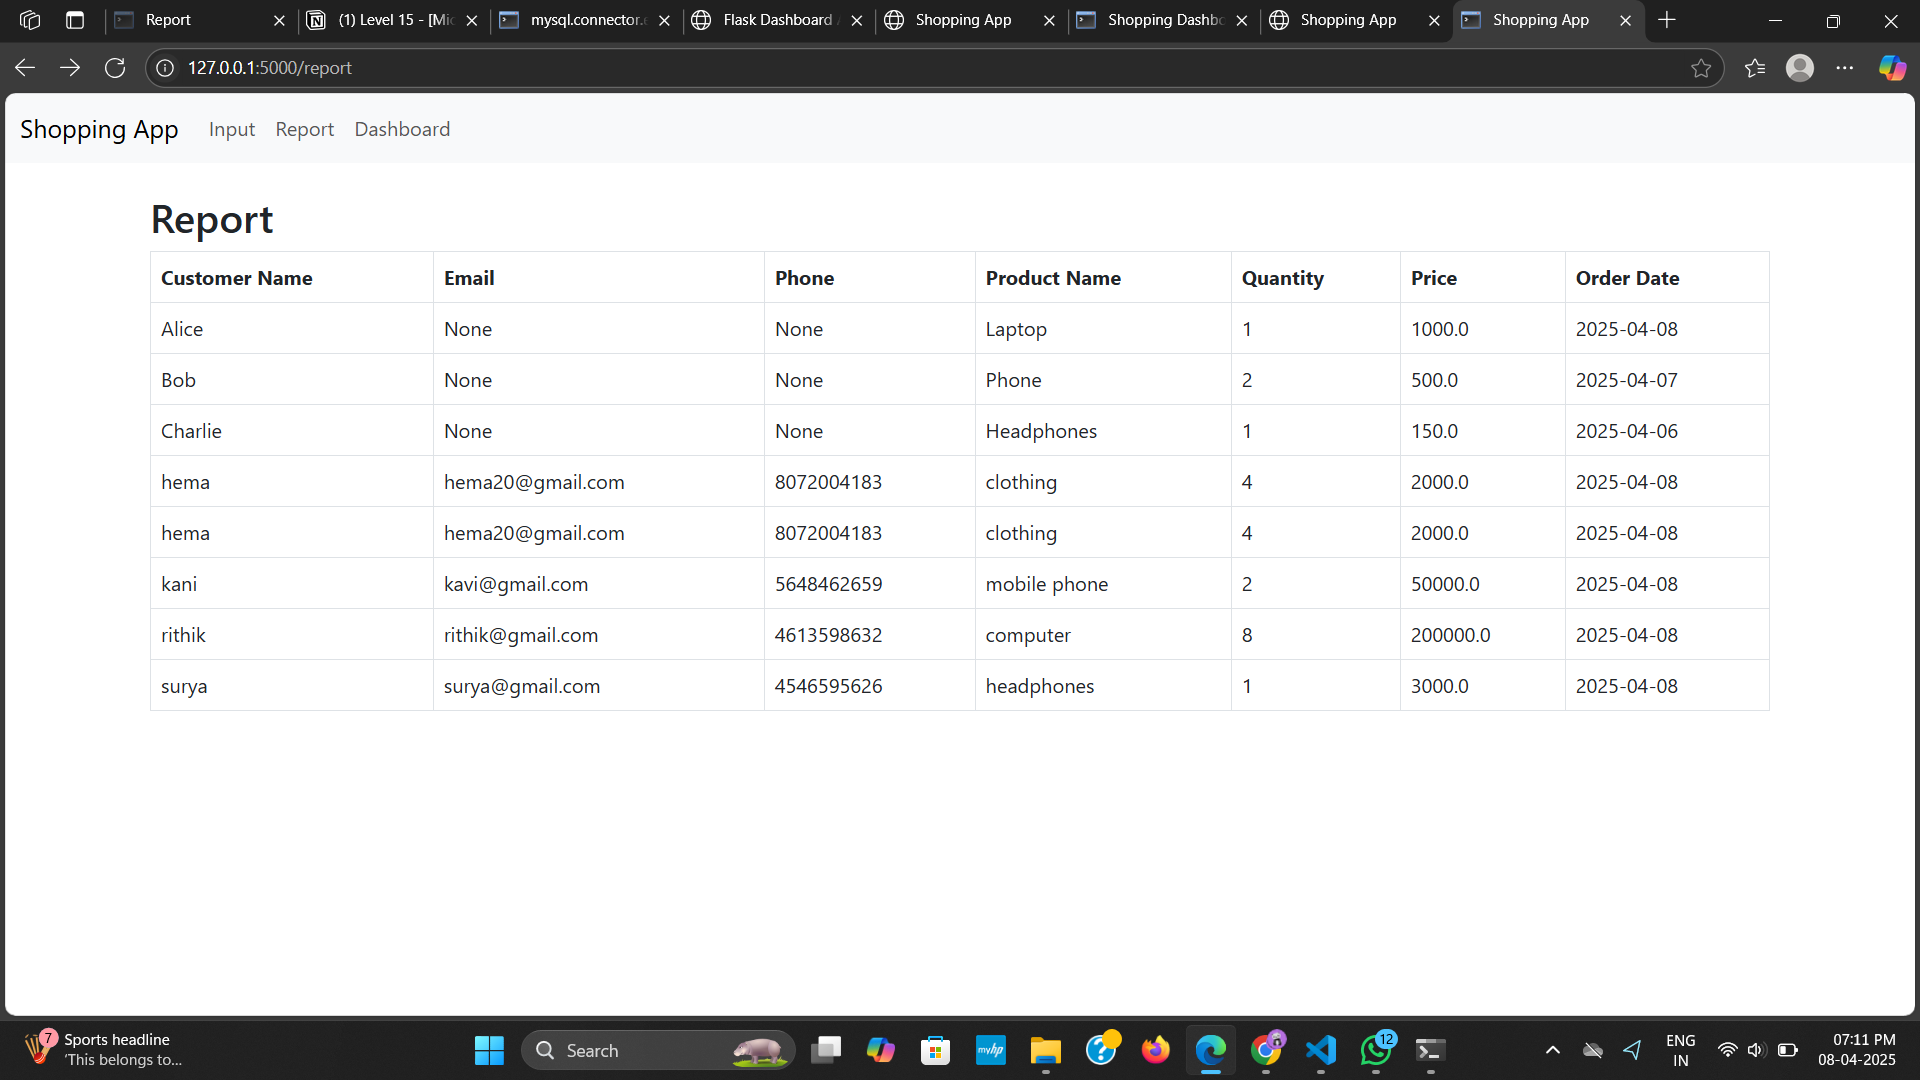 Report
(1) Level 15 - [Mic
mysql.connector.e
Flask Dashboard
Shopping App
Shopping Dashbo
Shopping App
Shopping App
127.0.0.1:5000/report
Shopping App Input Report Dashboard
Report
Customer Name Email Phone Product Name Quantity Price Order Date
Alice None None Laptop 1 1000.0 2025-04-08
Bob None None Phone 2 500.0 2025-04-07
Charlie None None Headphones 1 150.0 2025-04-06
hema hema20@gmail.com 8072004183 clothing 4 2000.0 2025-04-08
hema hema20@gmail.com 8072004183 clothing 4 2000.0 2025-04-08
kani kavi@gmail.com 5648462659 mobile phone 2 50000.0 2025-04-08
rithik rithik@gmail.com 4613598632 computer 8 200000.0 2025-04-08
surya surya@gmail.com 4546595626 headphones 1 3000.0 2025-04-08
7
Sports headline
'This belongs to...
Search
myhp
12
ENG
IN
07:11 PM
08-04-2025